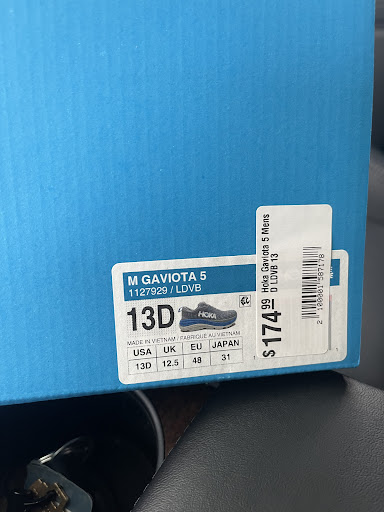 M GAVIOTA 5
1127929 / LDVB
13D
HOKA
MADE IN VIETNAM / FABRIQUE AU VIETNAM
USA UK EU JAPAN
13D 12.5 48 31
$174.99
Hoka Gaviota 5 Mens
D LDVB 13